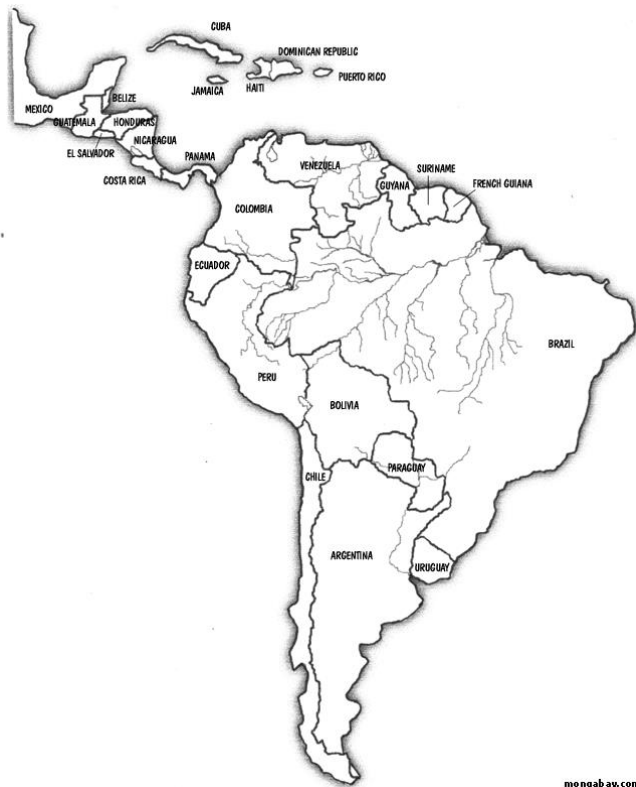 CUBA
DOMINICAN REPUBLIC
PUERTO RICO
JAMAICA
HAITI
MEXICO
BELIZE
GUATEMALA
HONDURAS
NICARAGUA
EL SALVADOR
PANAMA
COSTA RICA
VENEZUELA
SURINAME
GUYANA
FRENCH GUIANA
COLOMBIA
ECUADOR
BRAZIL
PERU
BOLIVIA
PARAGUAY
CHILE
ARGENTINA
URUGUAY
mongabay.com